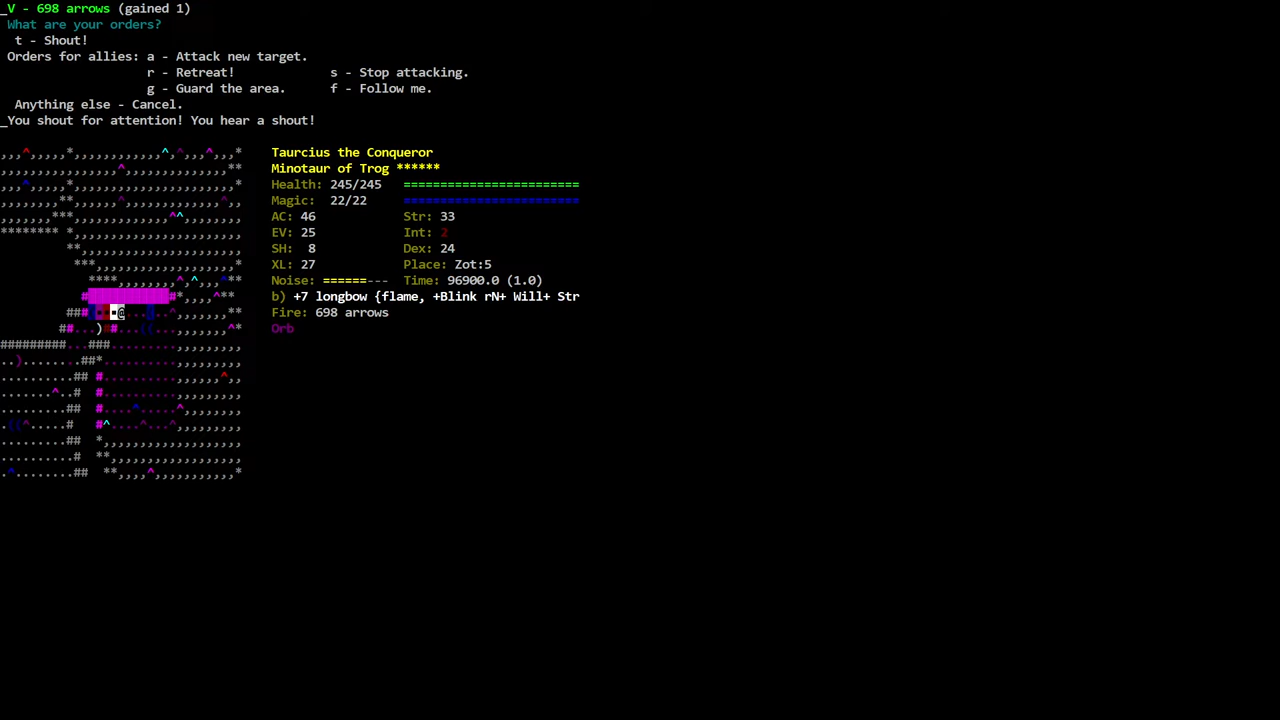 _V - 698 arrows (gained 1)
What are your orders?
t - Shout!
Orders for allies: a - Attack new target.
r - Retreat! s - Stop attacking.
g - Guard the area. f - Follow me.
Anything else - Cancel.
_You shout for attention! You hear a shout!
Taurcius the Conqueror
Minotaur of Trog ******
Health: 245/245 ========================
Magic: 22/22 ========================
AC: 46 Str: 33
EV: 25 Int: 2
SH: 8 Dex: 24
XL: 27 Place: Zot:5
Noise: ======--- Time: 96900.0 (1.0)
b) +7 longbow {flame, +Blink rN+ Will+ Str
Fire: 698 arrows
Orb